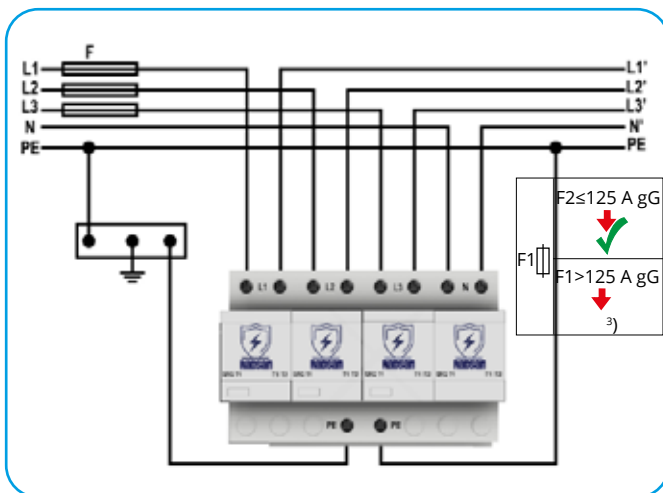 F
L1 L1'
L2 L2'
L3 L3'
N N'
PE PE
F2≤125 A gG
F1
F1>125 A gG
3)
L1 L2 L3 N
PE PE